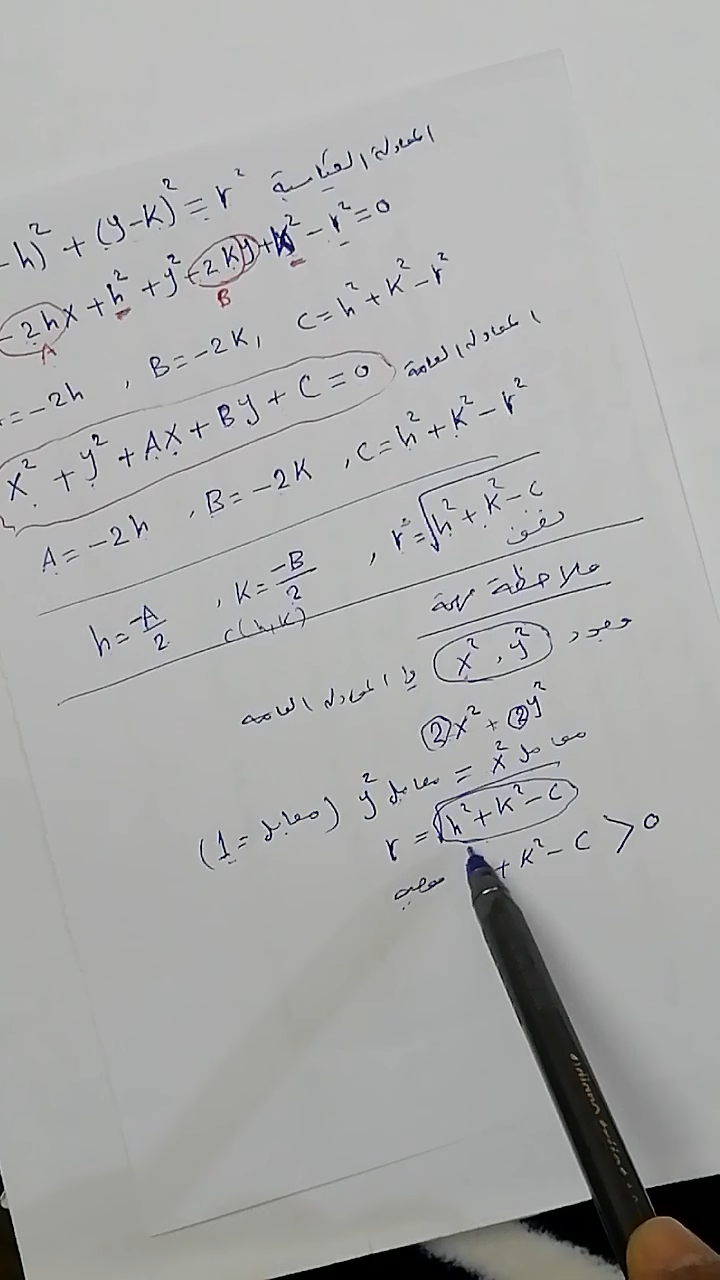 -h)² + (y-k)² = r² المعادلة القياسية
-2hx + h² + y² -2ky + k² - r² = 0
A B
= -2h , B = -2k , C = h² + k² - r²
x² + y² + Ax + By + C = 0 المعادلة العامة
A = -2h , B = -2k , C = h² + k² - r²
h = -A/2 , k = -B/2 , r = √h² + k² - C
c(h,k) نصف
ملاحظة مهمة
وجود x² , y² في المعادلة العامة
2x² + 2y²
معامل x² = معامل y² (معامل = 1)
r = √h² + k² - C
موجب + k² - C > 0